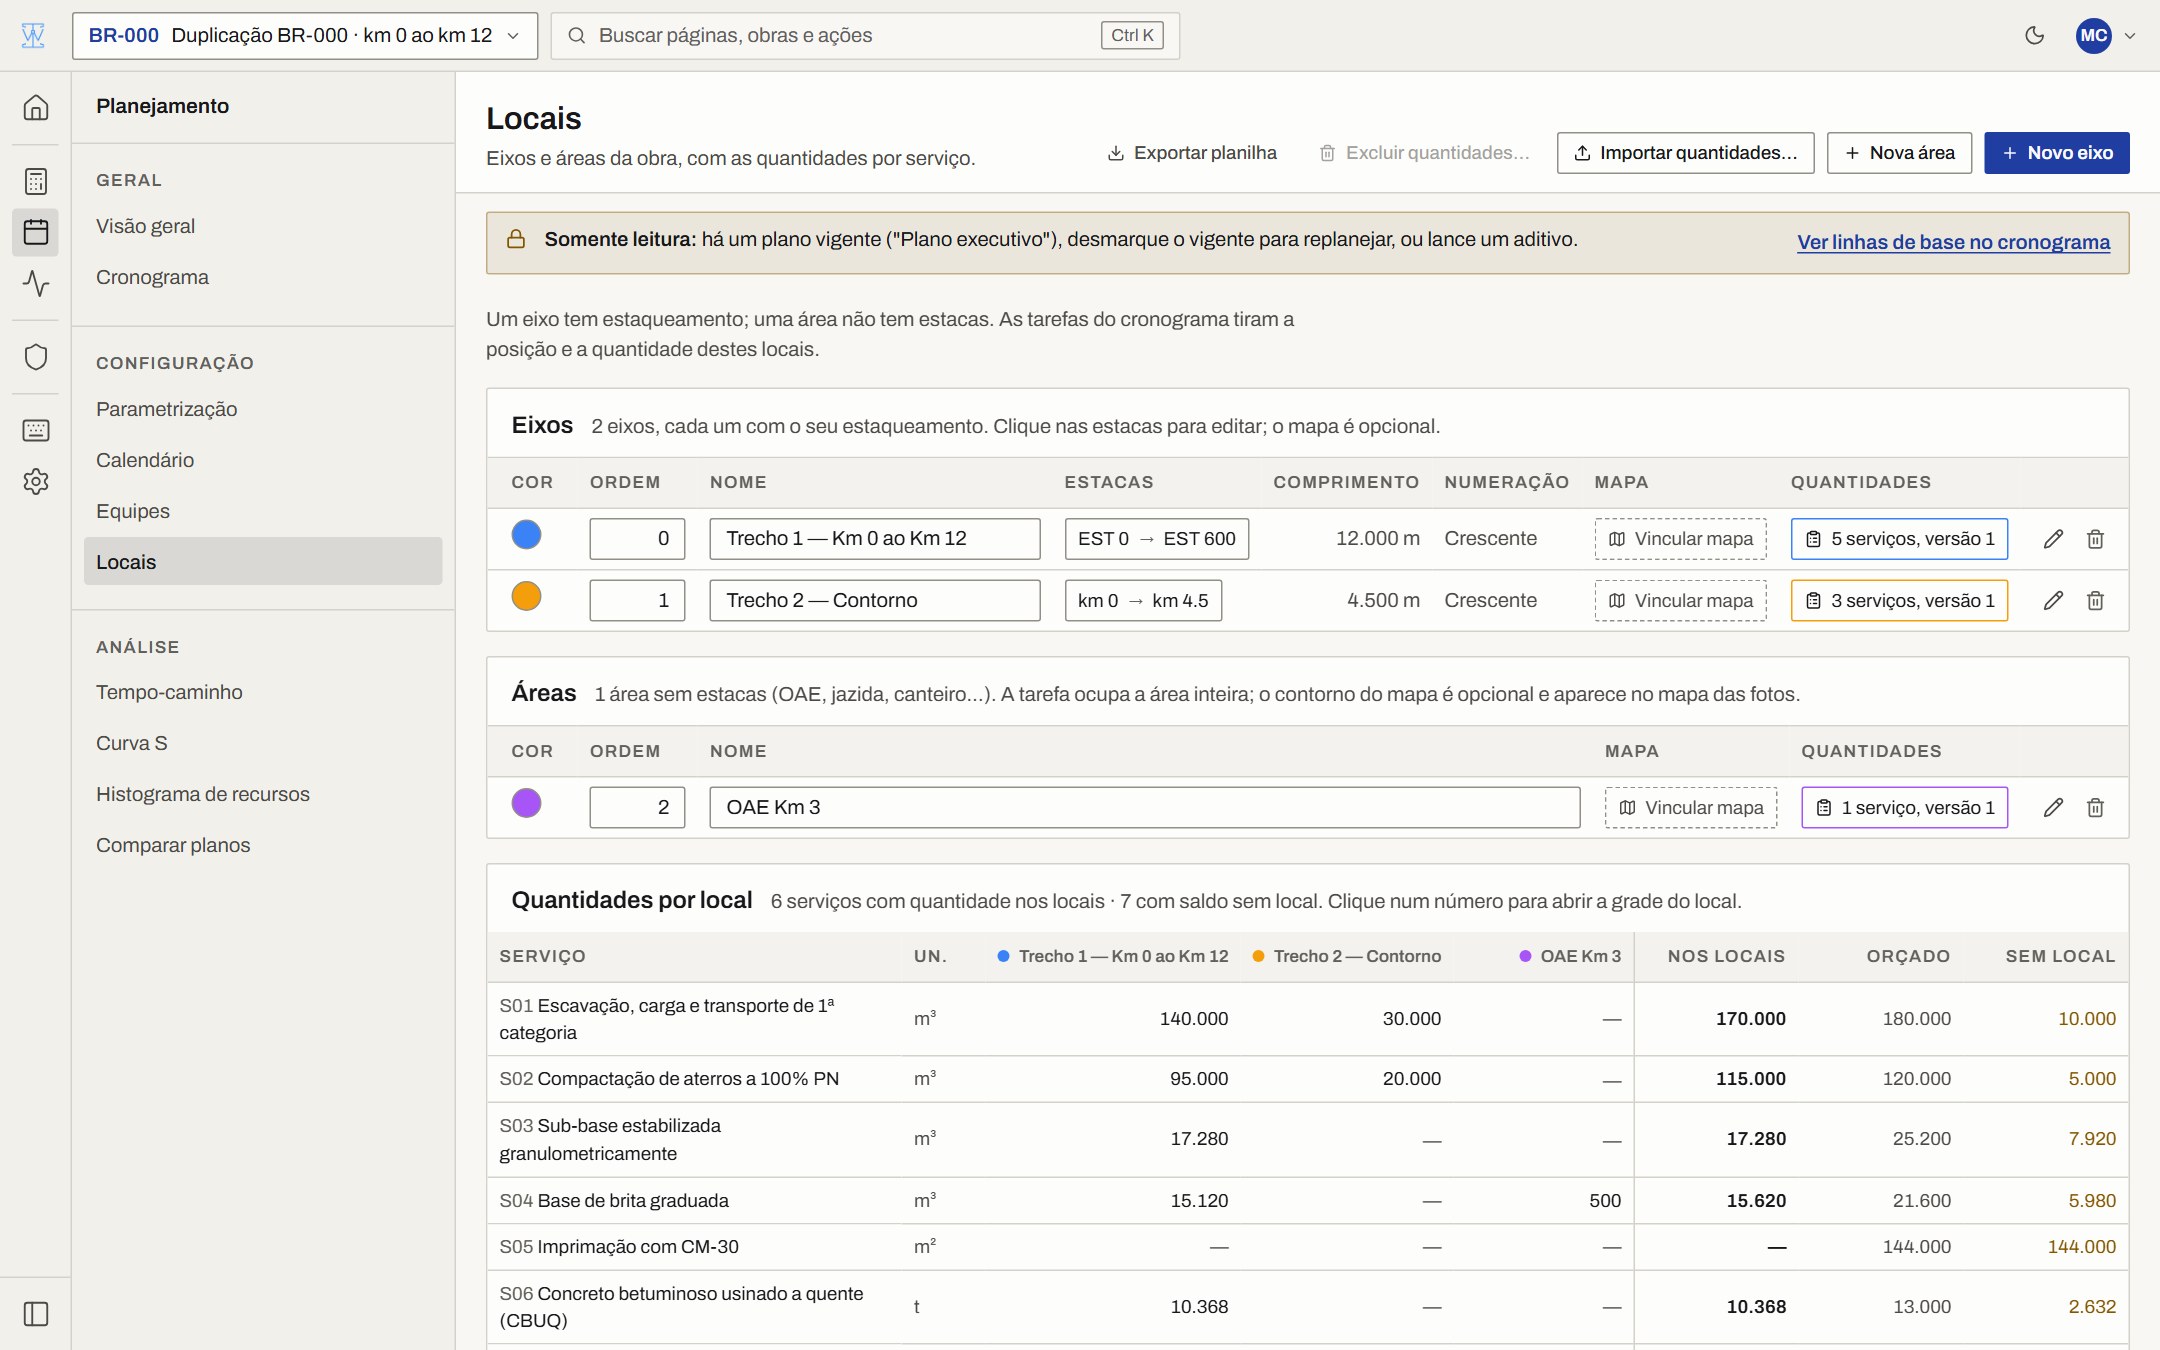 BR-000 Duplicação BR-000 · km 0 ao km 12
Buscar páginas, obras e ações
Ctrl K
MC
Planejamento
GERAL
Visão geral
Cronograma
CONFIGURAÇÃO
Parametrização
Calendário
Equipes
Locais
ANÁLISE
Tempo-caminho
Curva S
Histograma de recursos
Comparar planos
Locais
Eixos e áreas da obra, com as quantidades por serviço.
Exportar planilha
Excluir quantidades...
Importar quantidades...
+ Nova área
+ Novo eixo
Somente leitura: há um plano vigente ("Plano executivo"), desmarque o vigente para replanejar, ou lance um aditivo.
Ver linhas de base no cronograma
Um eixo tem estaqueamento; uma área não tem estacas. As tarefas do cronograma tiram a
posição e a quantidade destes locais.
Eixos 2 eixos, cada um com o seu estaqueamento. Clique nas estacas para editar; o mapa é opcional.
COR ORDEM NOME ESTACAS COMPRIMENTO NUMERAÇÃO MAPA QUANTIDADES
0 Trecho 1 — Km 0 ao Km 12 EST 0 → EST 600 12.000 m Crescente Vincular mapa 5 serviços, versão 1
1 Trecho 2 — Contorno km 0 → km 4.5 4.500 m Crescente Vincular mapa 3 serviços, versão 1
Áreas 1 área sem estacas (OAE, jazida, canteiro...). A tarefa ocupa a área inteira; o contorno do mapa é opcional e aparece no mapa das fotos.
COR ORDEM NOME MAPA QUANTIDADES
2 OAE Km 3 Vincular mapa 1 serviço, versão 1
Quantidades por local 6 serviços com quantidade nos locais · 7 com saldo sem local. Clique num número para abrir a grade do local.
SERVIÇO UN. Trecho 1 — Km 0 ao Km 12 Trecho 2 — Contorno OAE Km 3 NOS LOCAIS ORÇADO SEM LOCAL
S01 Escavação, carga e transporte de 1ª
categoria
m³ 140.000 30.000 — 170.000 180.000 10.000
S02 Compactação de aterros a 100% PN m³ 95.000 20.000 — 115.000 120.000 5.000
S03 Sub-base estabilizada
granulometricamente
m³ 17.280 — — 17.280 25.200 7.920
S04 Base de brita graduada m³ 15.120 — 500 15.620 21.600 5.980
S05 Imprimação com CM-30 m² — — — — 144.000 144.000
S06 Concreto betuminoso usinado a quente
(CBUQ)
t 10.368 — — 10.368 13.000 2.632